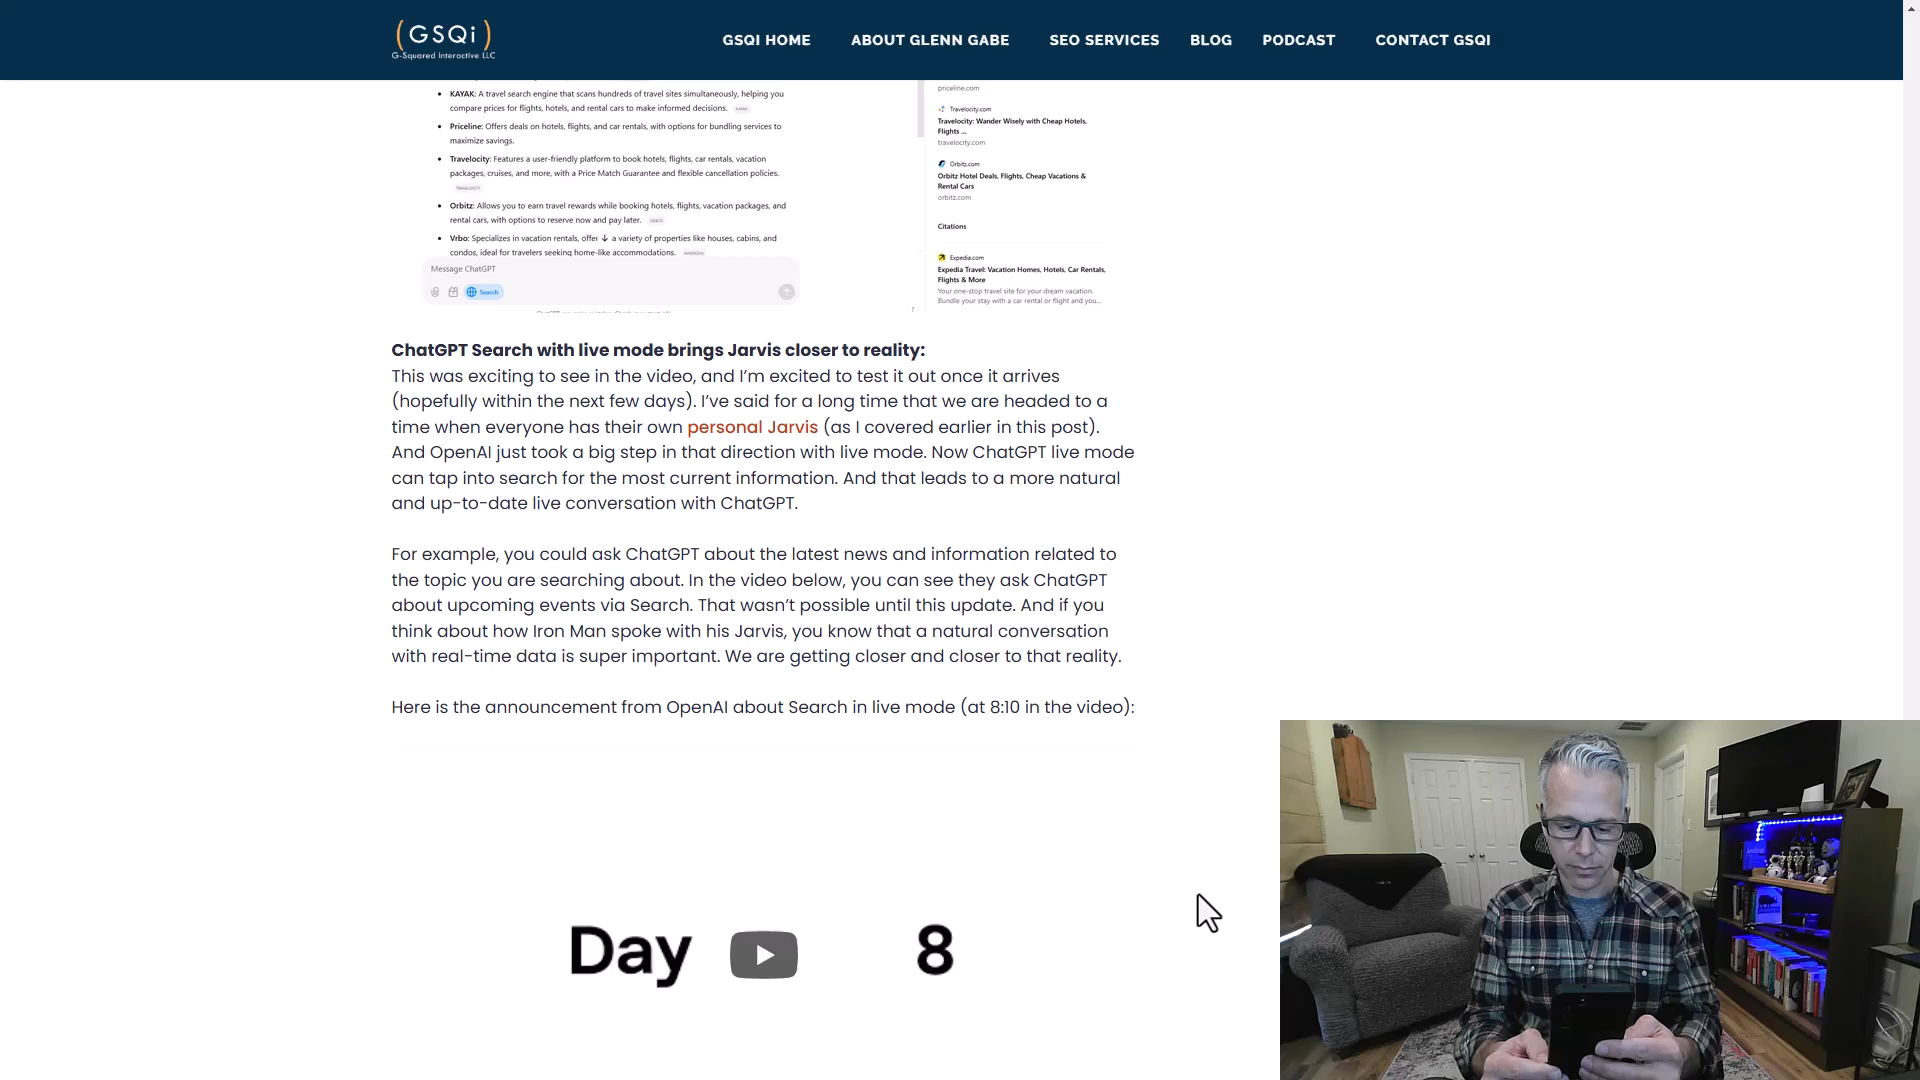 (GSQi)
G-Squared Interactive LLC
GSQI HOME
ABOUT GLENN GABE
SEO SERVICES
BLOG
PODCAST
CONTACT GSQI
KAYAK: A travel search engine that scans hundreds of travel sites simultaneously, helping you
compare prices for flights, hotels, and rental cars to make informed decisions.
Priceline: Offers deals on hotels, flights, and car rentals, with options for bundling services to
maximize savings.
Travelocity: Features a user-friendly platform to book hotels, flights, car rentals, vacation
packages, cruises, and more, with a Price Match Guarantee and flexible cancellation policies.
TRAVELOCITY
Orbitz: Allows you to earn travel rewards while booking hotels, flights, vacation packages, and
rental cars, with options to reserve now and pay later.
Vrbo: Specializes in vacation rentals, offer a variety of properties like houses, cabins, and
condos, ideal for travelers seeking home-like accommodations.
Message ChatGPT
Search
priceline.com
Travelocity.com
Travelocity: Wander Wisely with Cheap Hotels,
Flights ...
travelocity.com
Orbitz.com
Orbitz Hotel Deals, Flights, Cheap Vacations &
Rental Cars
orbitz.com
Citations
Expedia.com
Expedia Travel: Vacation Homes, Hotels, Car Rentals,
Flights & More
Your one-stop travel site for your dream vacation.
Bundle your stay with a car rental or flight and you...
ChatGPT Search with live mode brings Jarvis closer to reality:
This was exciting to see in the video, and I’m excited to test it out once it arrives
(hopefully within the next few days). I’ve said for a long time that we are headed to a
time when everyone has their own personal Jarvis (as I covered earlier in this post).
And OpenAI just took a big step in that direction with live mode. Now ChatGPT live mode
can tap into search for the most current information. And that leads to a more natural
and up-to-date live conversation with ChatGPT.
For example, you could ask ChatGPT about the latest news and information related to
the topic you are searching about. In the video below, you can see they ask ChatGPT
about upcoming events via Search. That wasn’t possible until this update. And if you
think about how Iron Man spoke with his Jarvis, you know that a natural conversation
with real-time data is super important. We are getting closer and closer to that reality.
Here is the announcement from OpenAI about Search in live mode (at 8:10 in the video):
Day 8